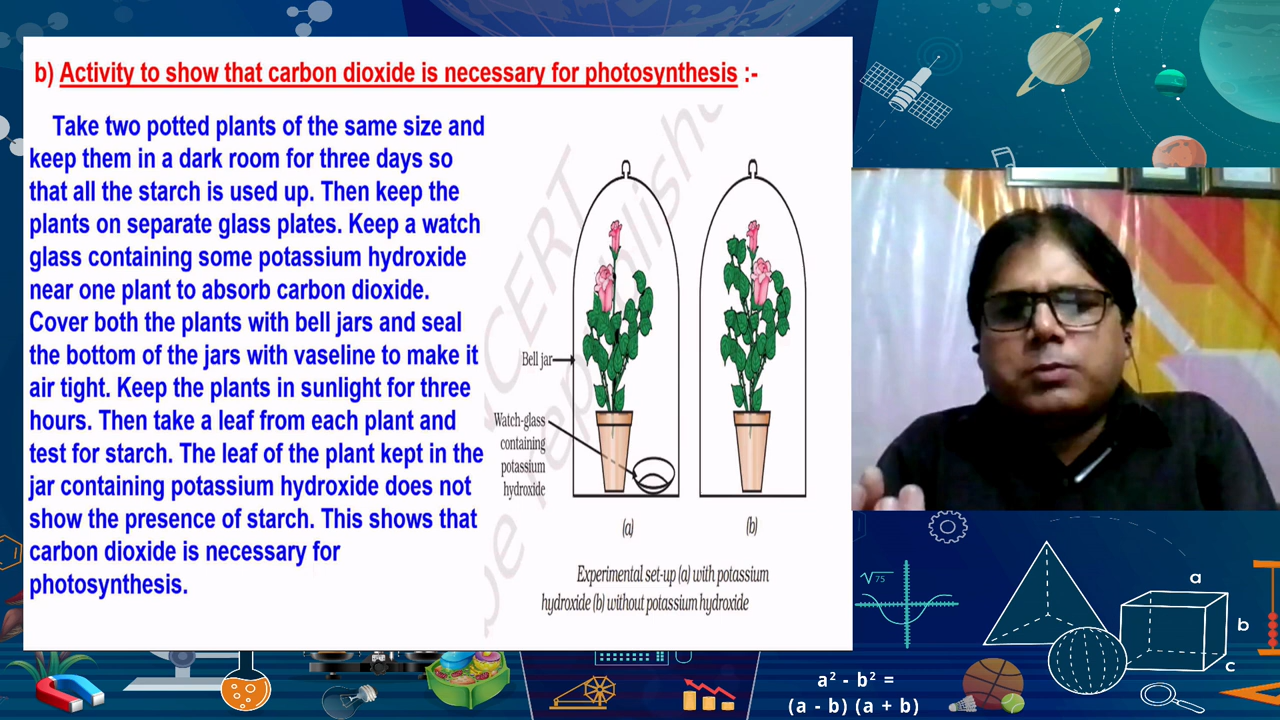 b) Activity to show that carbon dioxide is necessary for photosynthesis :-
Take two potted plants of the same size and
keep them in a dark room for three days so
that all the starch is used up. Then keep the
plants on separate glass plates. Keep a watch
glass containing some potassium hydroxide
near one plant to absorb carbon dioxide.
Cover both the plants with bell jars and seal
the bottom of the jars with vaseline to make it
air tight. Keep the plants in sunlight for three
hours. Then take a leaf from each plant and
test for starch. The leaf of the plant kept in the
jar containing potassium hydroxide does not
show the presence of starch. This shows that
carbon dioxide is necessary for
photosynthesis.
Bell jar
Watch-glass
containing
potassium
hydroxide
(a)
(b)
Experimental set-up (a) with potassium
hydroxide (b) without potassium hydroxide
√75
a
b
c
a² - b² =
(a - b) (a + b)